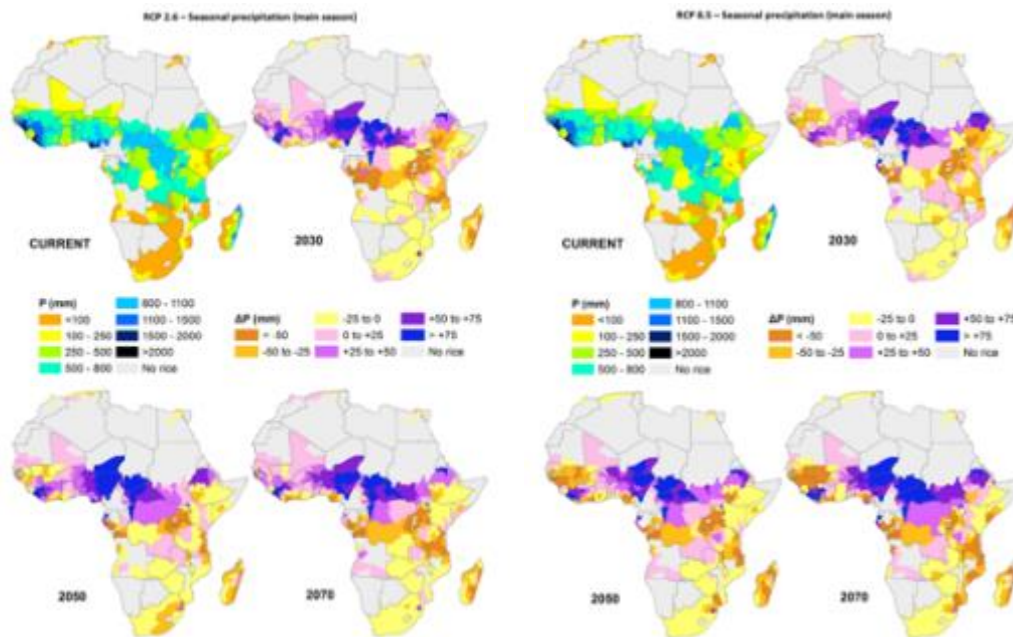 RCP 2.6 – Seasonal precipitation (main season)
CURRENT
2030
P (mm)
<100
100 - 250
250 - 500
500 - 800
800 - 1100
1100 - 1500
1500 - 2000
>2000
No rice
ΔP (mm)
< -50
-50 to -25
-25 to 0
0 to +25
+25 to +50
+50 to +75
> +75
No rice
2050
2070
RCP 8.5 – Seasonal precipitation (main season)
CURRENT
2030
P (mm)
<100
100 - 250
250 - 500
500 - 800
800 - 1100
1100 - 1500
1500 - 2000
>2000
No rice
ΔP (mm)
< -50
-50 to -25
-25 to 0
0 to +25
+25 to +50
+50 to +75
> +75
No rice
2050
2070